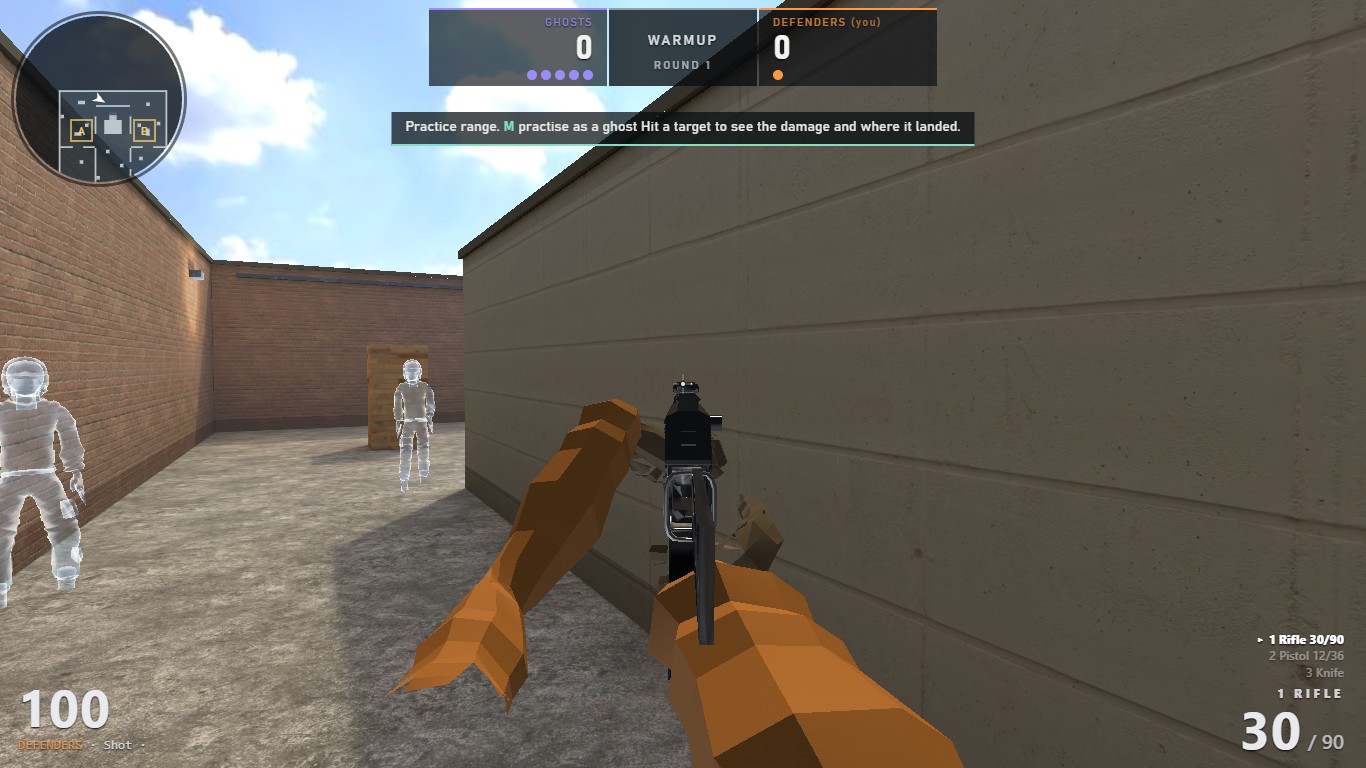 GHOSTS
0
WARMUP
ROUND 1
DEFENDERS (you)
0
A
B
Practice range. M practise as a ghost Hit a target to see the damage and where it landed.
1 Rifle 30/90
2 Pistol 12/36
3 Knife
1 RIFLE
30 / 90
100
DEFENDERS · Shot ·